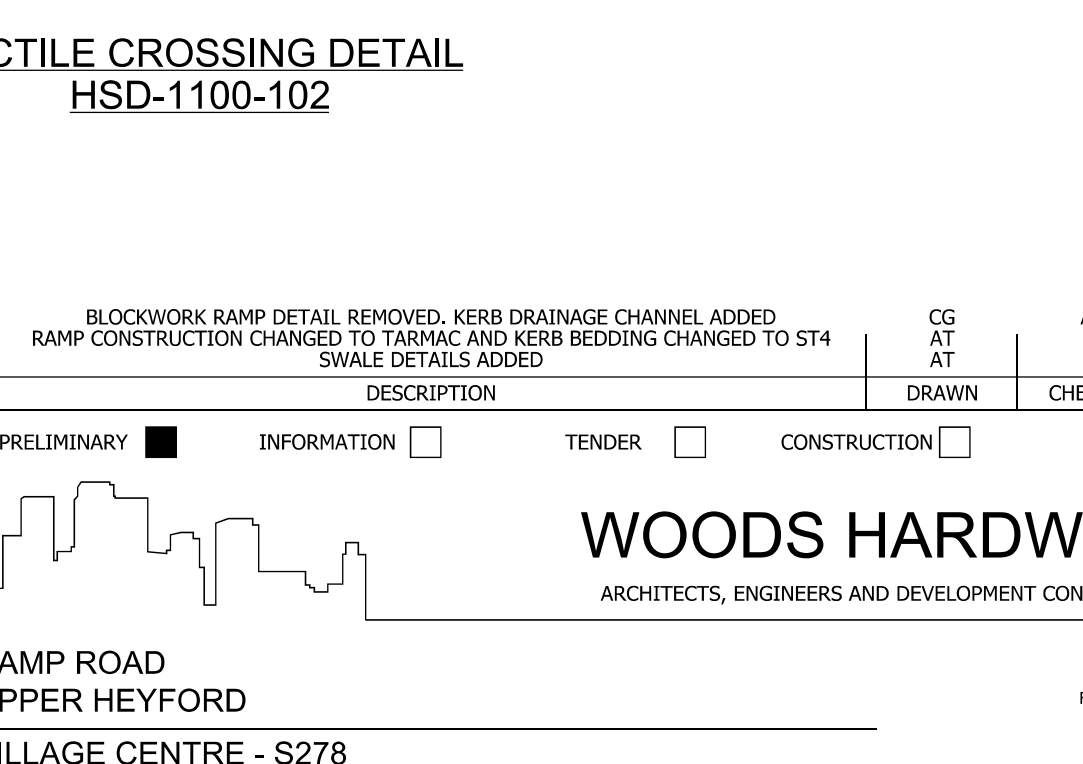 CTILE CROSSING DETAIL
HSD-1100-102
BLOCKWORK RAMP DETAIL REMOVED. KERB DRAINAGE CHANNEL ADDED CG
RAMP CONSTRUCTION CHANGED TO TARMAC AND KERB BEDDING CHANGED TO ST4 AT
SWALE DETAILS ADDED AT
DESCRIPTION DRAWN CHE
PRELIMINARY INFORMATION TENDER CONSTRUCTION
WOODS HARDW
ARCHITECTS, ENGINEERS AND DEVELOPMENT CON
AMP ROAD
PPER HEYFORD
ILLAGE CENTRE - S278